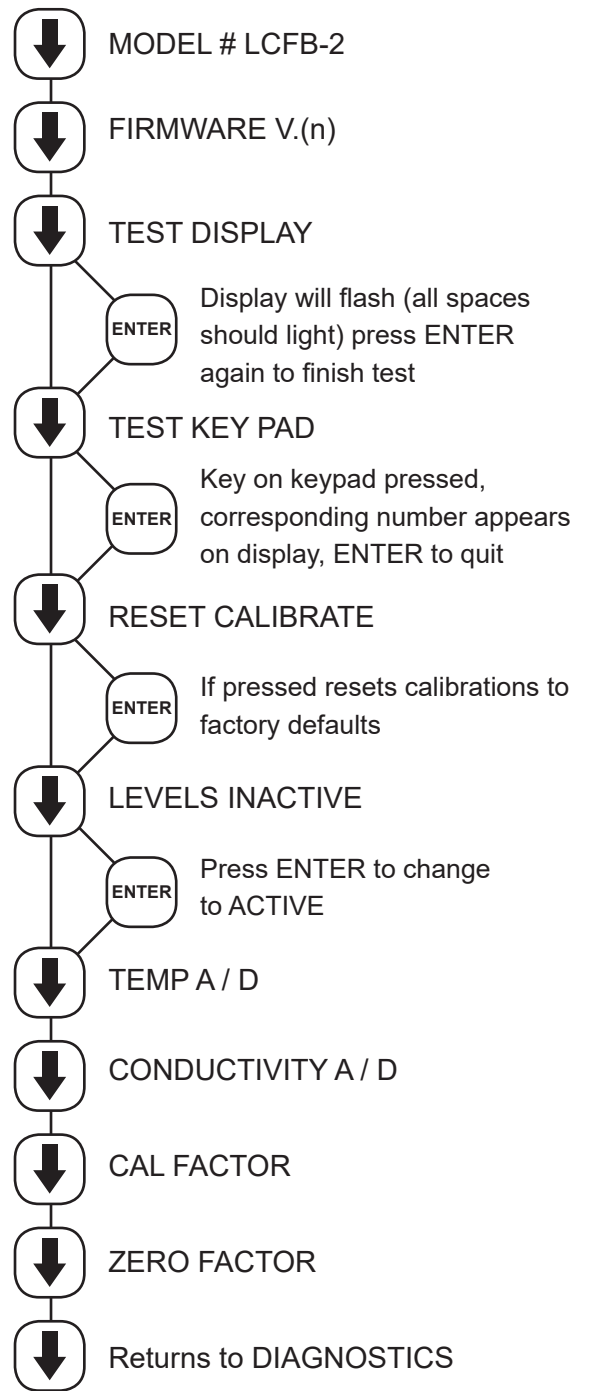 MODEL # LCFB-2
FIRMWARE V.(n)
TEST DISPLAY
ENTER
Display will flash (all spaces
should light) press ENTER
again to finish test
TEST KEY PAD
ENTER
Key on keypad pressed,
corresponding number appears
on display, ENTER to quit
RESET CALIBRATE
ENTER
If pressed resets calibrations to
factory defaults
LEVELS INACTIVE
ENTER
Press ENTER to change
to ACTIVE
TEMP A / D
CONDUCTIVITY A / D
CAL FACTOR
ZERO FACTOR
Returns to DIAGNOSTICS